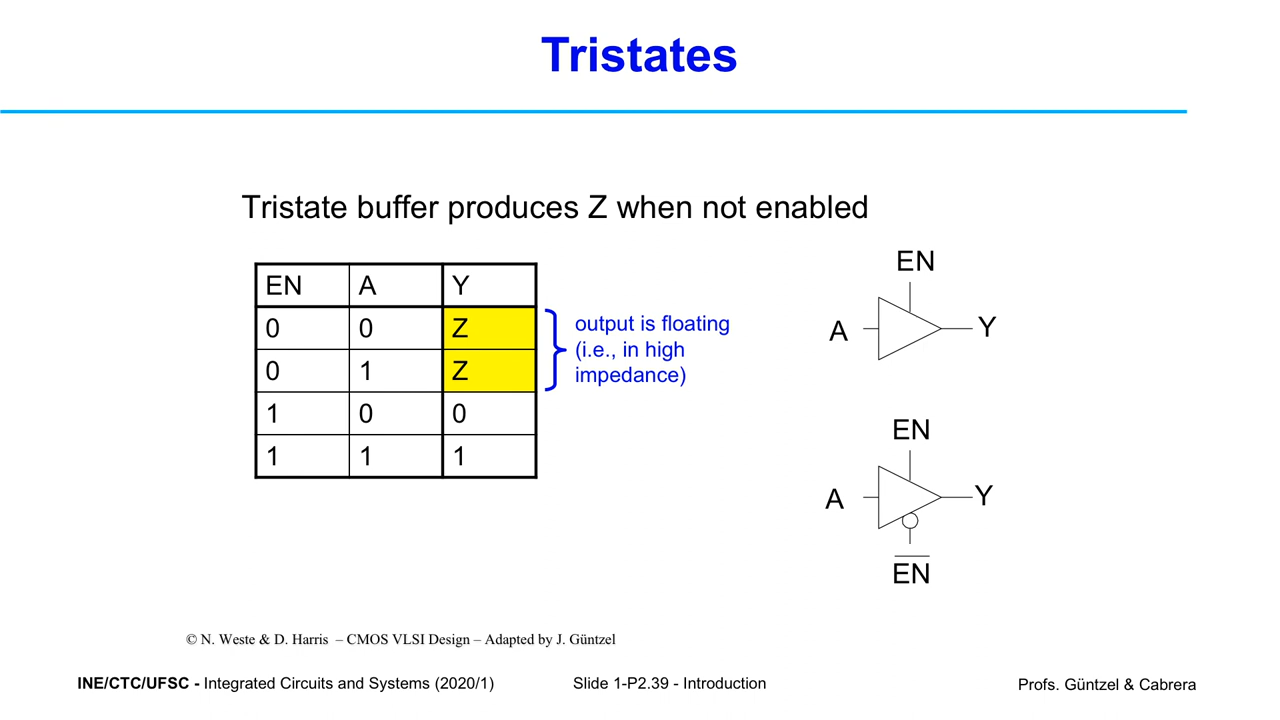 Tristates
Tristate buffer produces Z when not enabled
EN A Y
0 0 Z
0 1 Z
1 0 0
1 1 1
output is floating
(i.e., in high
impedance)
EN
A Y
EN
A Y
E̅N̅
© N. Weste & D. Harris – CMOS VLSI Design – Adapted by J. Güntzel
INE/CTC/UFSC - Integrated Circuits and Systems (2020/1) Slide 1-P2.39 - Introduction Profs. Güntzel & Cabrera